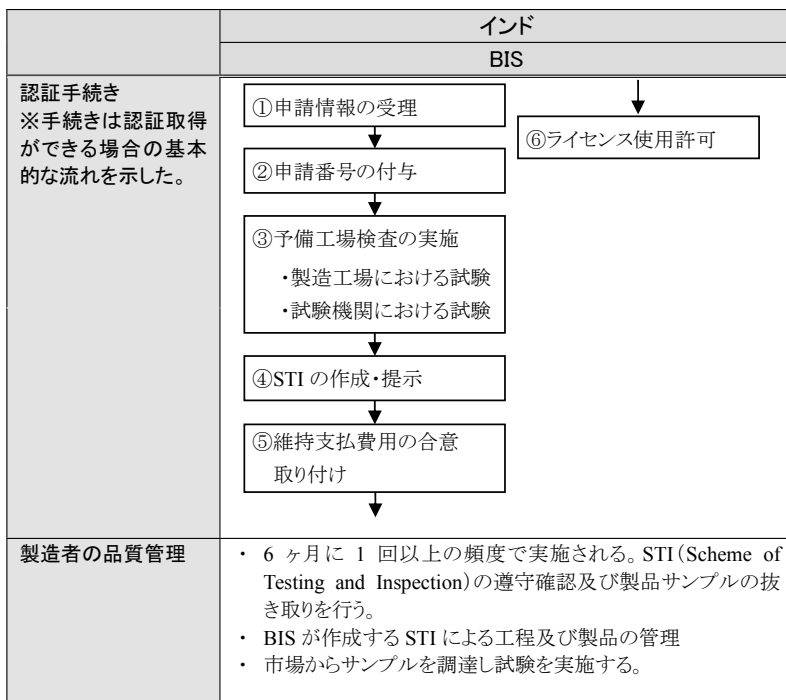 インド
BIS
認証手続き
※手続きは認証取得
ができる場合の基本
的な流れを示した。
①申請情報の受理
②申請番号の付与
③予備工場検査の実施
・製造工場における試験
・試験機関における試験
④STI の作成・提示
⑤維持支払費用の合意
取り付け
⑥ライセンス使用許可
製造者の品質管理
・ 6 ヶ月に 1 回以上の頻度で実施される。STI（Scheme of
Testing and Inspection）の遵守確認及び製品サンプルの抜
き取りを行う。
・ BIS が作成する STI による工程及び製品の管理
・ 市場からサンプルを調達し試験を実施する。